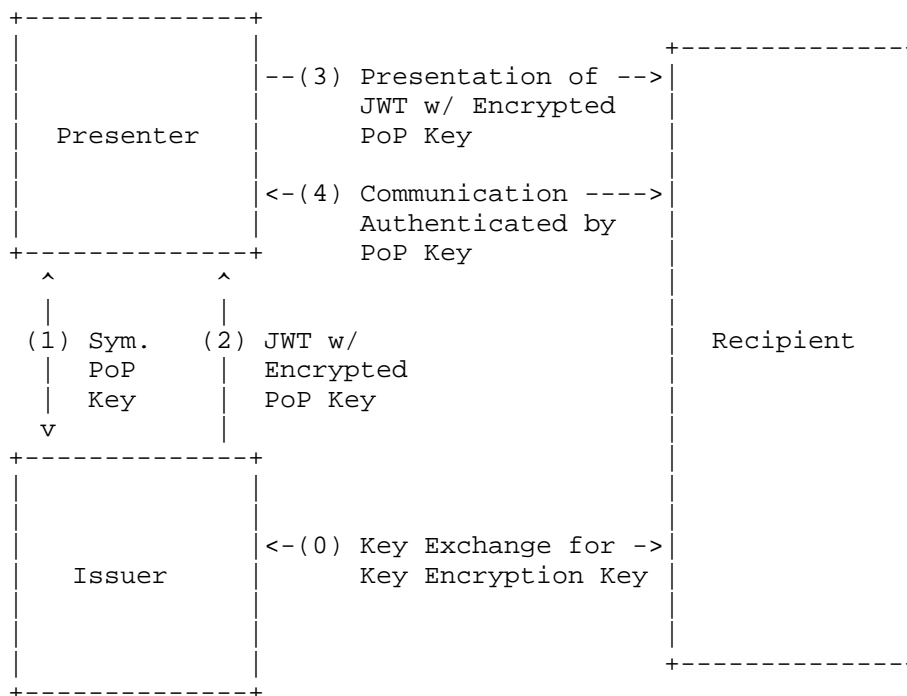 --(3) Presentation of -->
JWT w/ Encrypted
Presenter PoP Key
<-(4) Communication ---->
Authenticated by
PoP Key
(1) Sym. (2) JWT w/ Recipient
PoP Encrypted
Key PoP Key
<-(0) Key Exchange for ->
Issuer Key Encryption Key